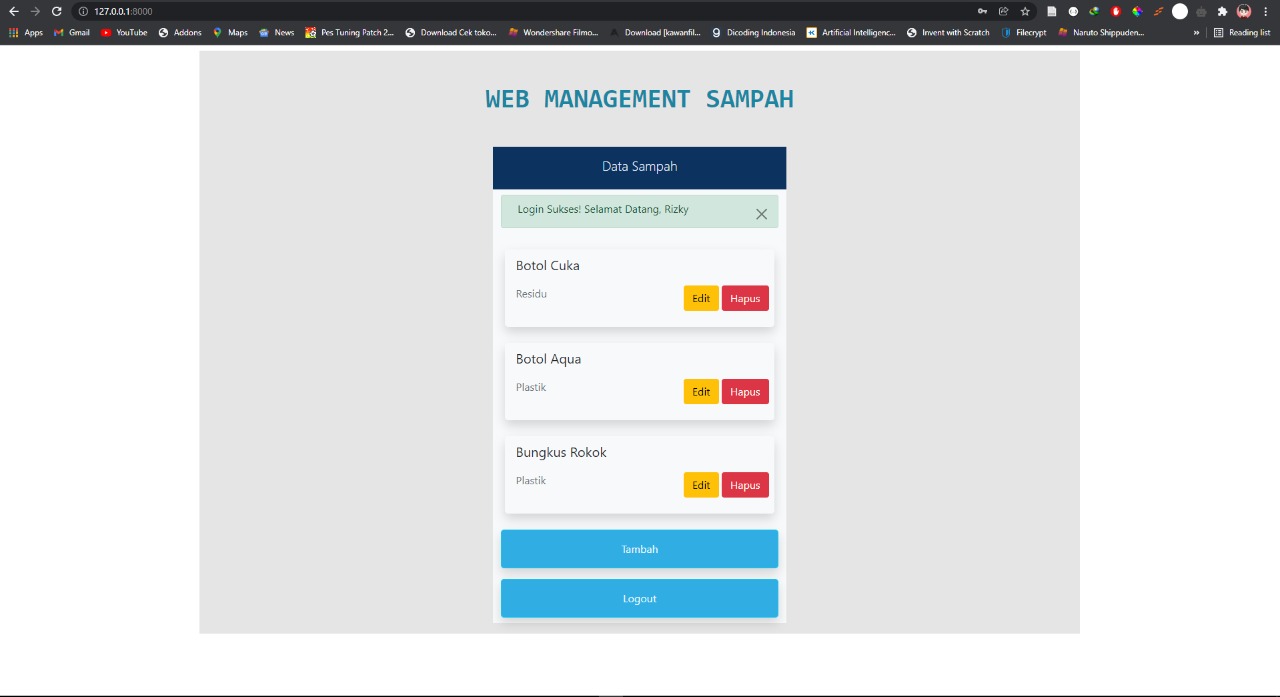 127.0.0.1:8000
Apps Gmail YouTube Addons Maps News Pes Tuning Patch 2... Download Cek toko... Wondershare Filmo... Download [kawanfil... Dicoding Indonesia Artificial Intelligenc... Invent with Scratch Filecrypt Naruto Shippuden... » Reading list
WEB MANAGEMENT SAMPAH
Data Sampah
Login Sukses! Selamat Datang, Rizky
Botol Cuka
Residu Edit Hapus
Botol Aqua
Plastik Edit Hapus
Bungkus Rokok
Plastik Edit Hapus
Tambah
Logout